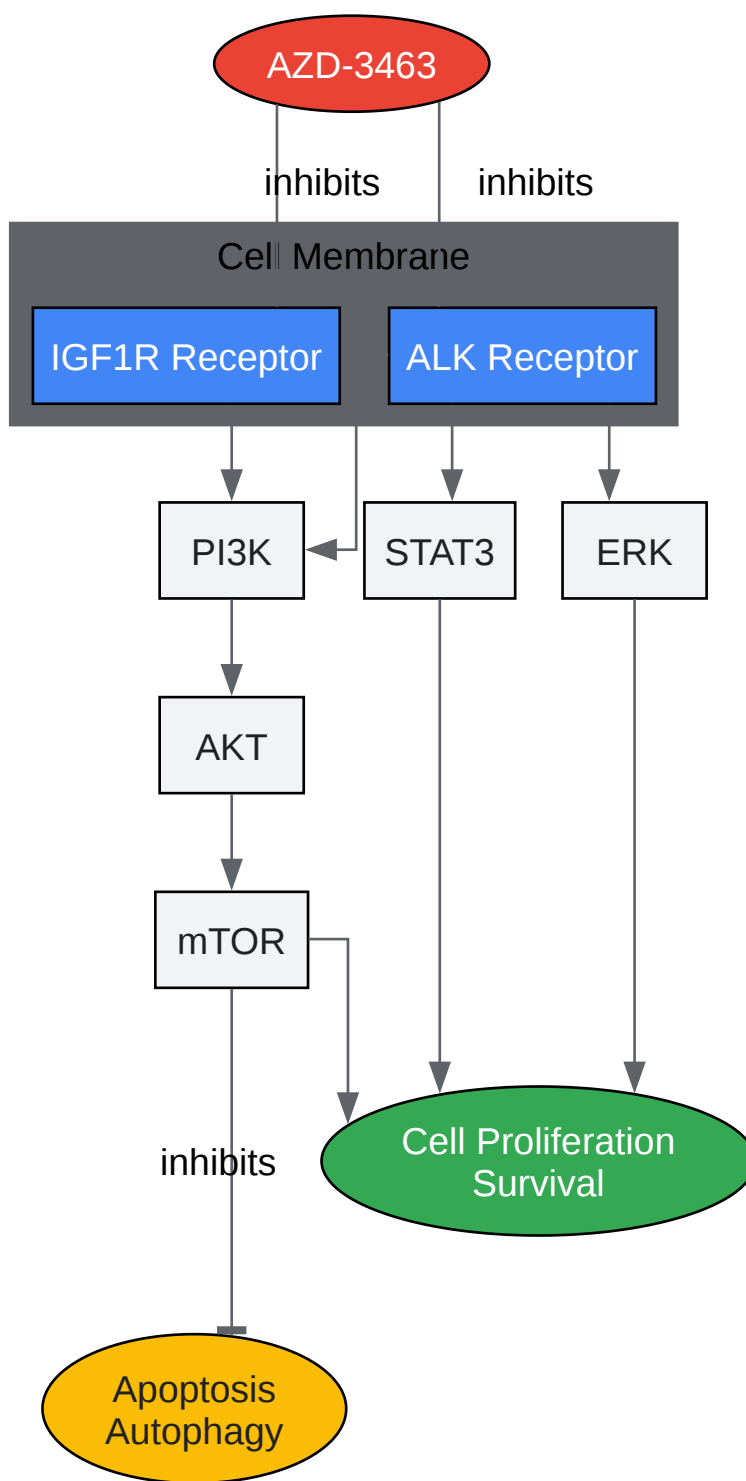 AZD-3463
inhibits
inhibits
Cell Membrane
IGF1R Receptor
ALK Receptor
PI3K
STAT3
ERK
AKT
mTOR
inhibits
Cell Proliferation
Survival
Apoptosis
Autophagy